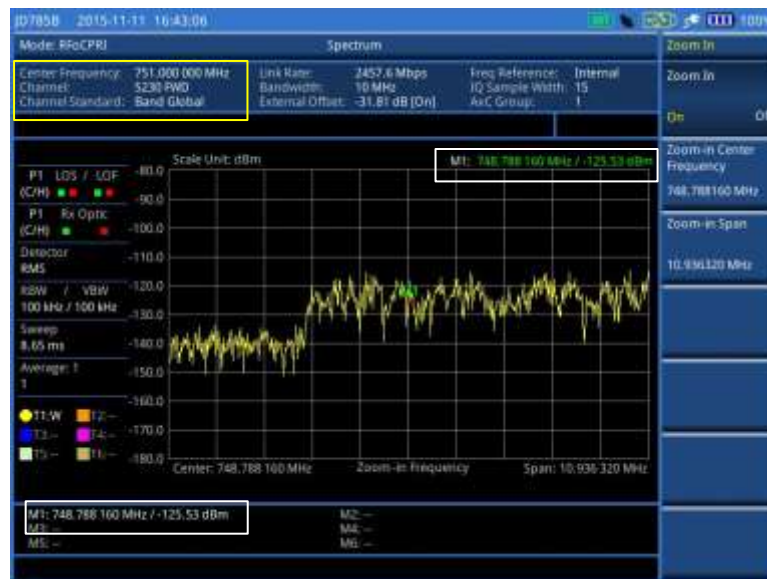 JD785B 2015-11-11 16:43:06 100%
Mode: RFoCPRI Spectrum Zoom In
Center Frequency: 751.000 000 MHz Link Rate: 2457.6 Mbps Freq Reference: Internal
Channel: 5230 FWD Bandwidth: 10 MHz IQ Sample Width: 15
Channel Standard: Band Global External Offset: -31.81 dB [On] AxC Group: 1
Zoom In
On
Scale Unit: dBm M1: 748.788 160 MHz / -125.53 dBm
Zoom-in Center
Frequency
748.788160 MHz
Zoom-in Span
10.936320 MHz
P1 LOS / LOF
(C/H)
P1 Rx Optic
(C/H)
Detector
RMS
RBW / VBW
100 kHz / 100 kHz
Sweep
8.65 ms
Average: 1
1
T1:W T2:--
T3:-- T4:--
T5:-- T6:--
-80.0
-90.0
-100.0
-110.0
-120.0
-130.0
-140.0
-150.0
-160.0
-170.0
-180.0
Center: 748.788 160 MHz Zoom-in Frequency Span: 10.936 320 MHz
M1: 748.788 160 MHz / -125.53 dBm M2: --
M3: -- M4: --
M5: -- M6: --